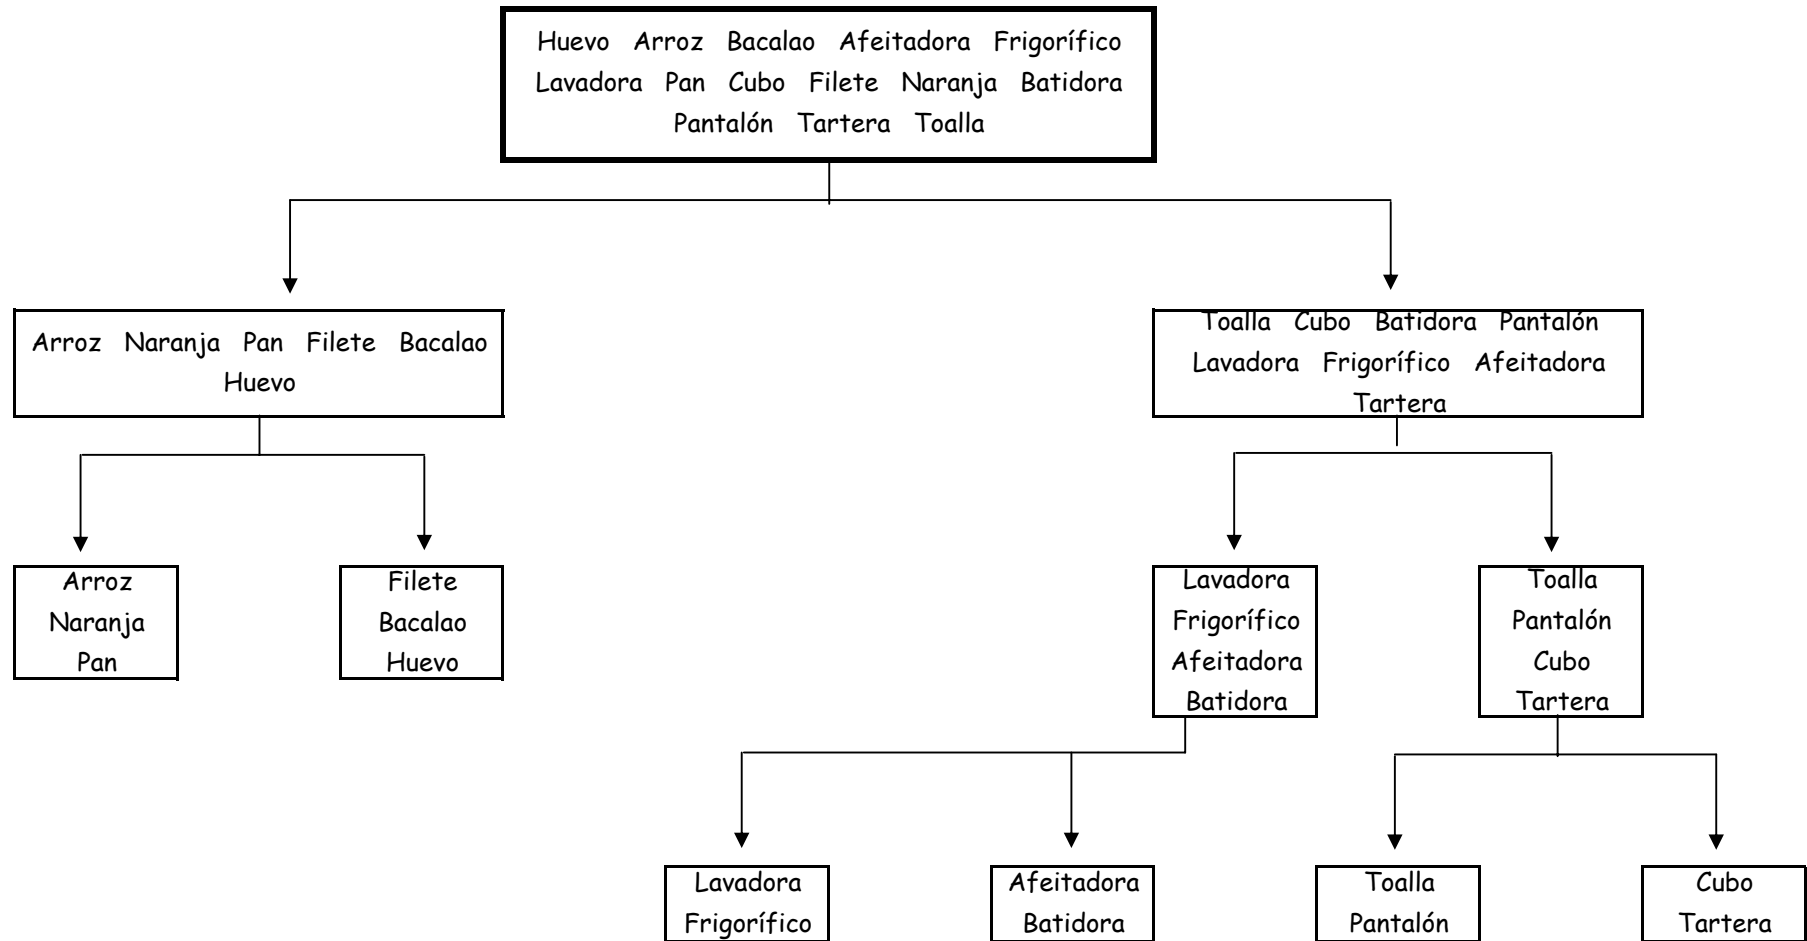 Huevo Arroz Bacalao Afeitadora Frigorífico
Lavadora Pan Cubo Filete Naranja Batidora
Pantalón Tartera Toalla
Arroz Naranja Pan Filete Bacalao
Huevo
Toalla Cubo Batidora Pantalón
Lavadora Frigorífico Afeitadora
Tartera
Arroz
Naranja
Pan
Filete
Bacalao
Huevo
Lavadora
Frigorífico
Afeitadora
Batidora
Toalla
Pantalón
Cubo
Tartera
Lavadora
Frigorífico
Afeitadora
Batidora
Toalla
Pantalón
Cubo
Tartera